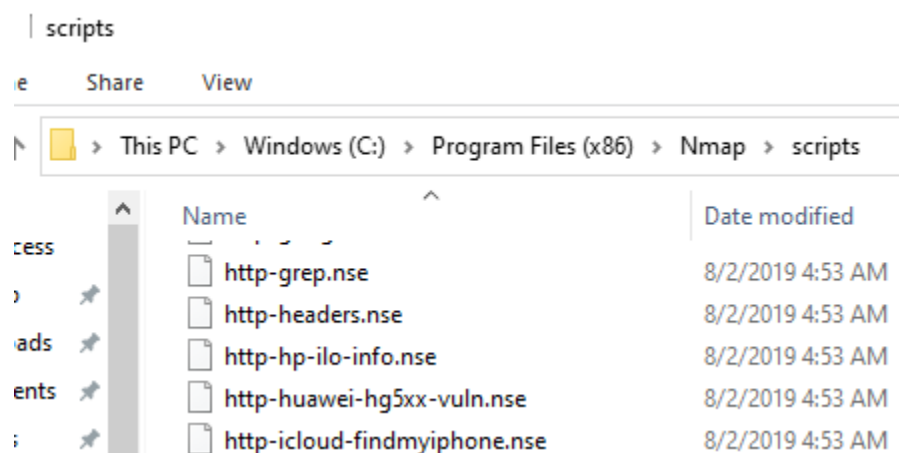 scripts
Share View
This PC > Windows (C:) > Program Files (x86) > Nmap > scripts
Name Date modified
cess
http-grep.nse 8/2/2019 4:53 AM
http-headers.nse 8/2/2019 4:53 AM
oads http-hp-ilo-info.nse 8/2/2019 4:53 AM
ents http-huawei-hg5xx-vuln.nse 8/2/2019 4:53 AM
s http-icloud-findmyiphone.nse 8/2/2019 4:53 AM